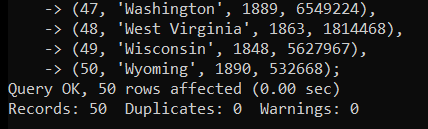 -> (47, 'Washington', 1889, 6549224),
-> (48, 'West Virginia', 1863, 1814468),
-> (49, 'Wisconsin', 1848, 5627967),
-> (50, 'Wyoming', 1890, 532668);
Query OK, 50 rows affected (0.00 sec)
Records: 50  Duplicates: 0  Warnings: 0